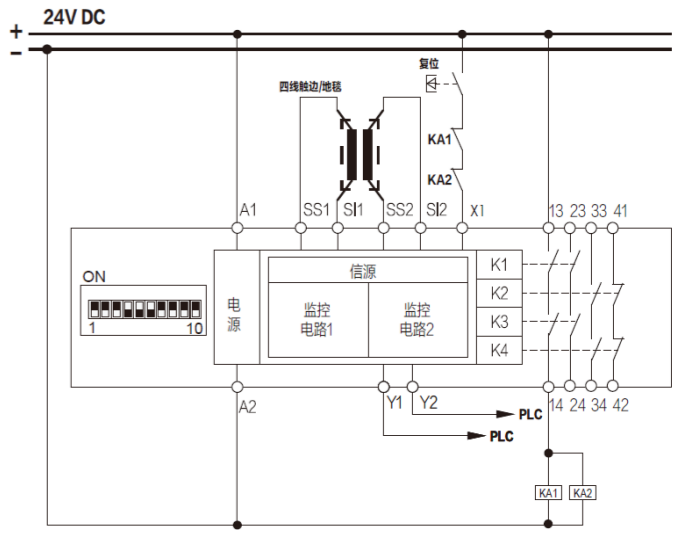 24V DC
+
−
复位
四线触边/地毯
KA1
KA2
A1 SS1 SI1 SS2 SI2 X1 13 23 33 41
信源
K1
ON
电源
监控电路1
监控电路2
K2
K3
1 10
K4
A2 Y1 Y2 14 24 34 42
PLC
PLC
KA1 KA2